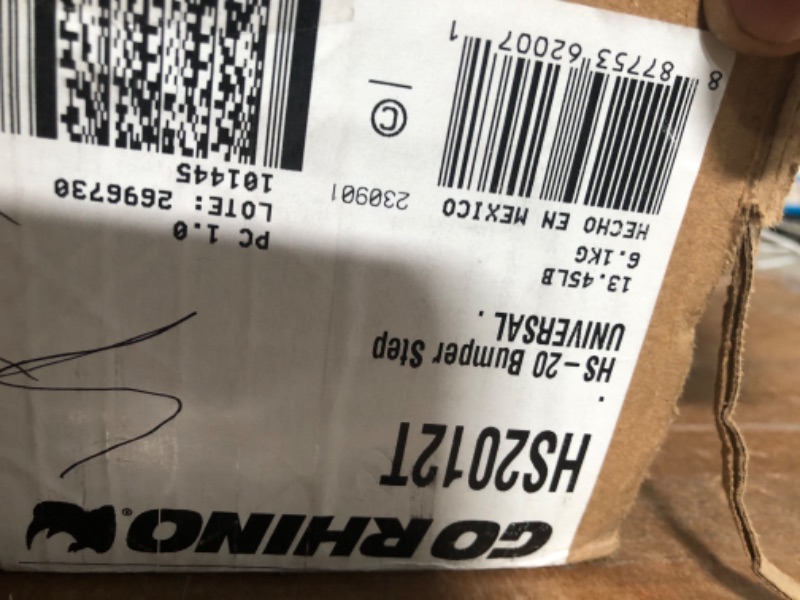 GO RHINO®
HS2012T
HS-20 Bumper Step
UNIVERSAL .
13.45LB
6.1KG
HECHO EN MEXICO
230901
PC 1.0
LOTE: 2696730
101445
C
8 87753 62007 1